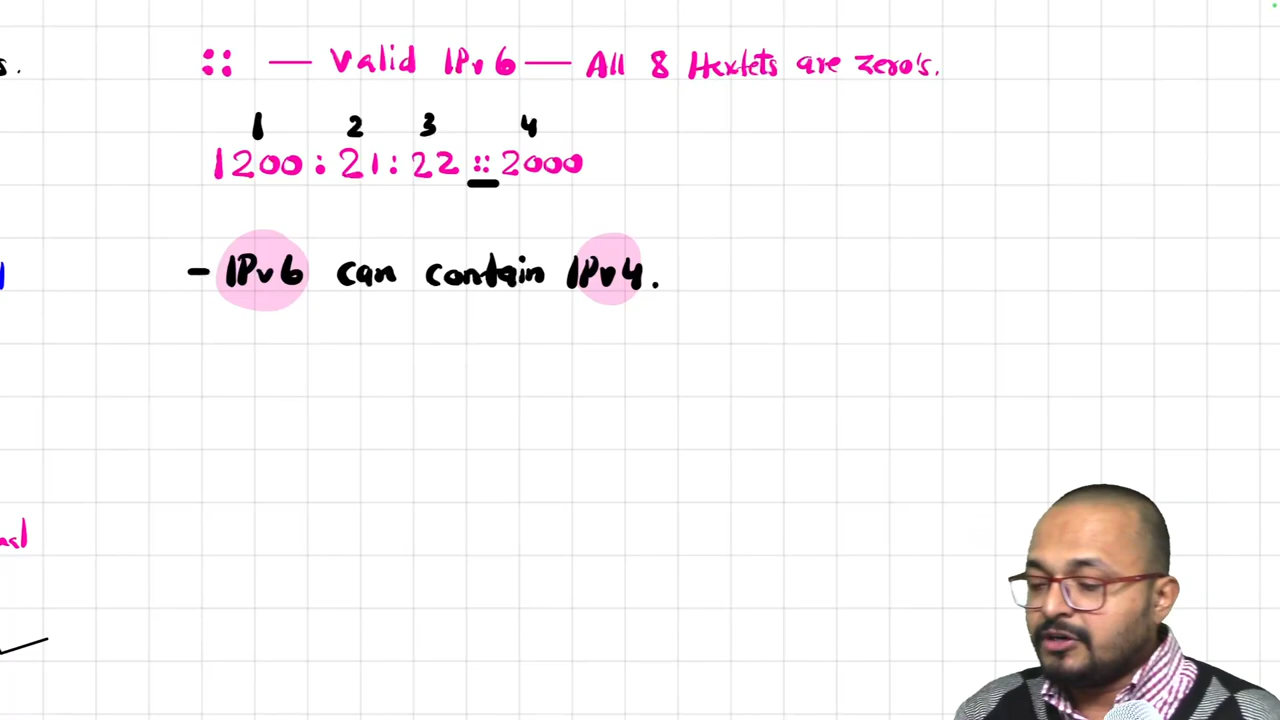 s.
:: — Valid IPv6 — All 8 Hextets are zero's.
1 2 3 4
1200 : 21 : 22 :: 2000
- IPv6 can contain IPv4.